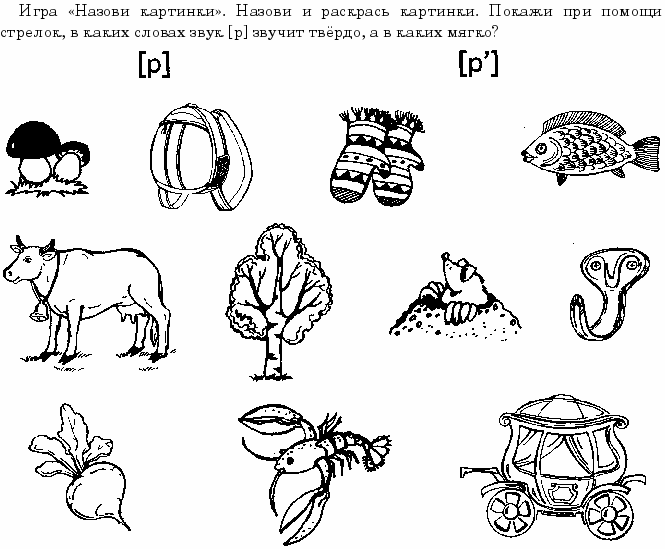 Игра «Назови картинки». Назови и раскрась картинки. Покажи при помощи
стрелок, в каких словах звук [р] звучит твёрдо, а в каких мягко?
[р] [р’]